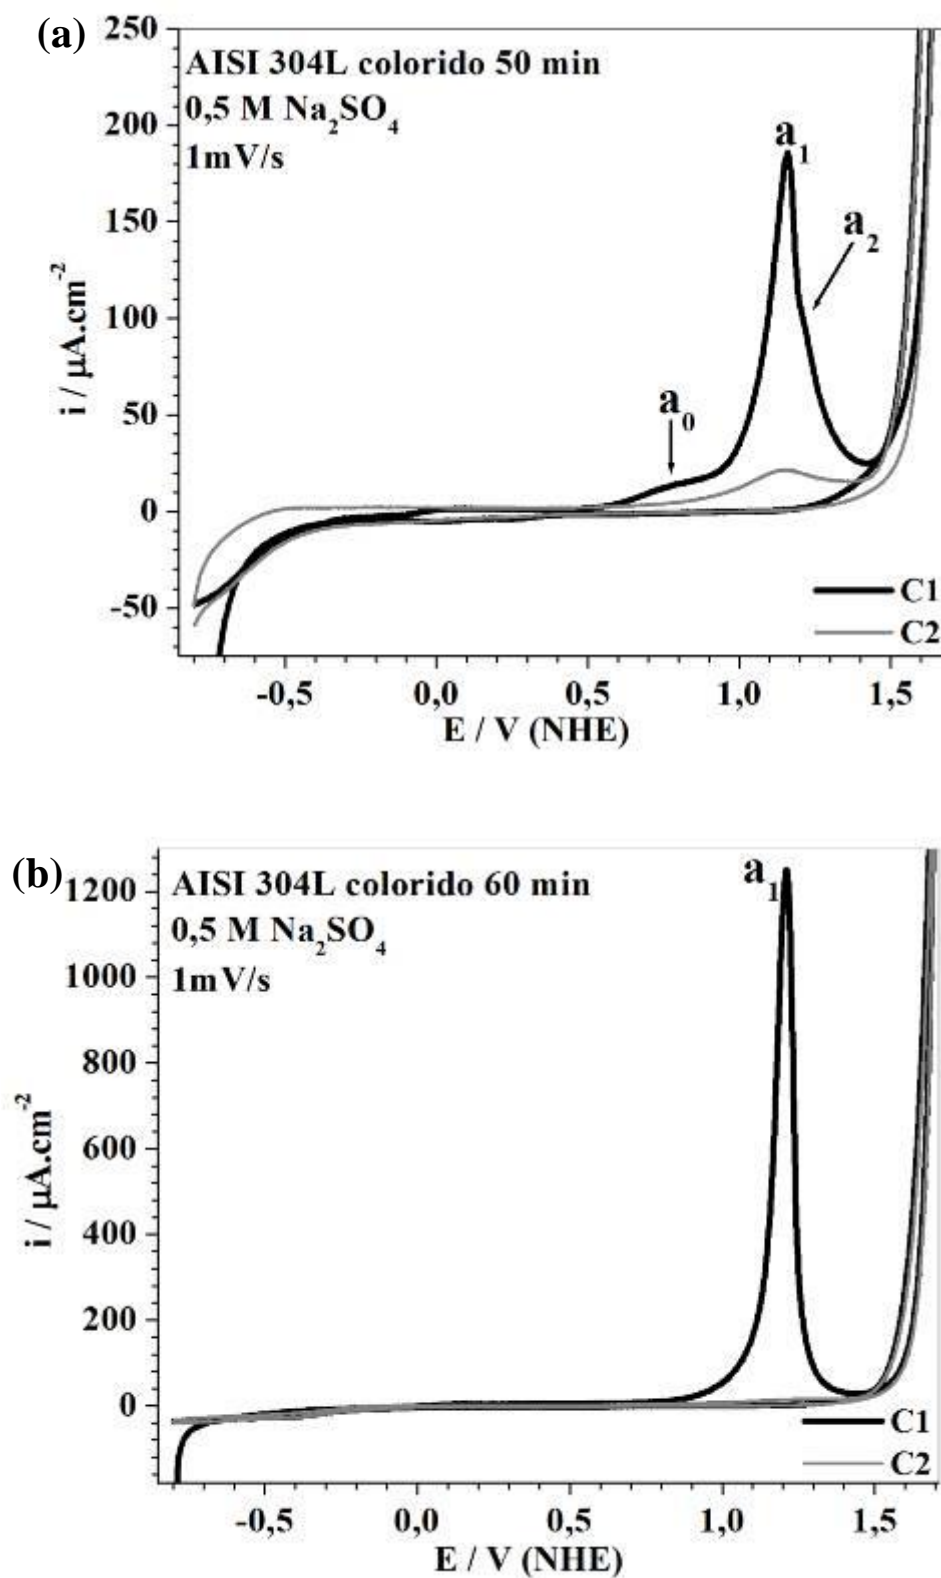 (a)
250
200
150
100
50
0
-50
AISI 304L colorido 50 min
0,5 M Na₂SO₄
1mV/s
a₁
a₂
a₀
i / µA.cm⁻²
C1
C2
-0,5 0,0 0,5 1,0 1,5
E / V (NHE)
(b)
1200
1000
800
600
400
200
0
AISI 304L colorido 60 min
0,5 M Na₂SO₄
1mV/s
a₁
i / µA.cm⁻²
C1
C2
-0,5 0,0 0,5 1,0 1,5
E / V (NHE)